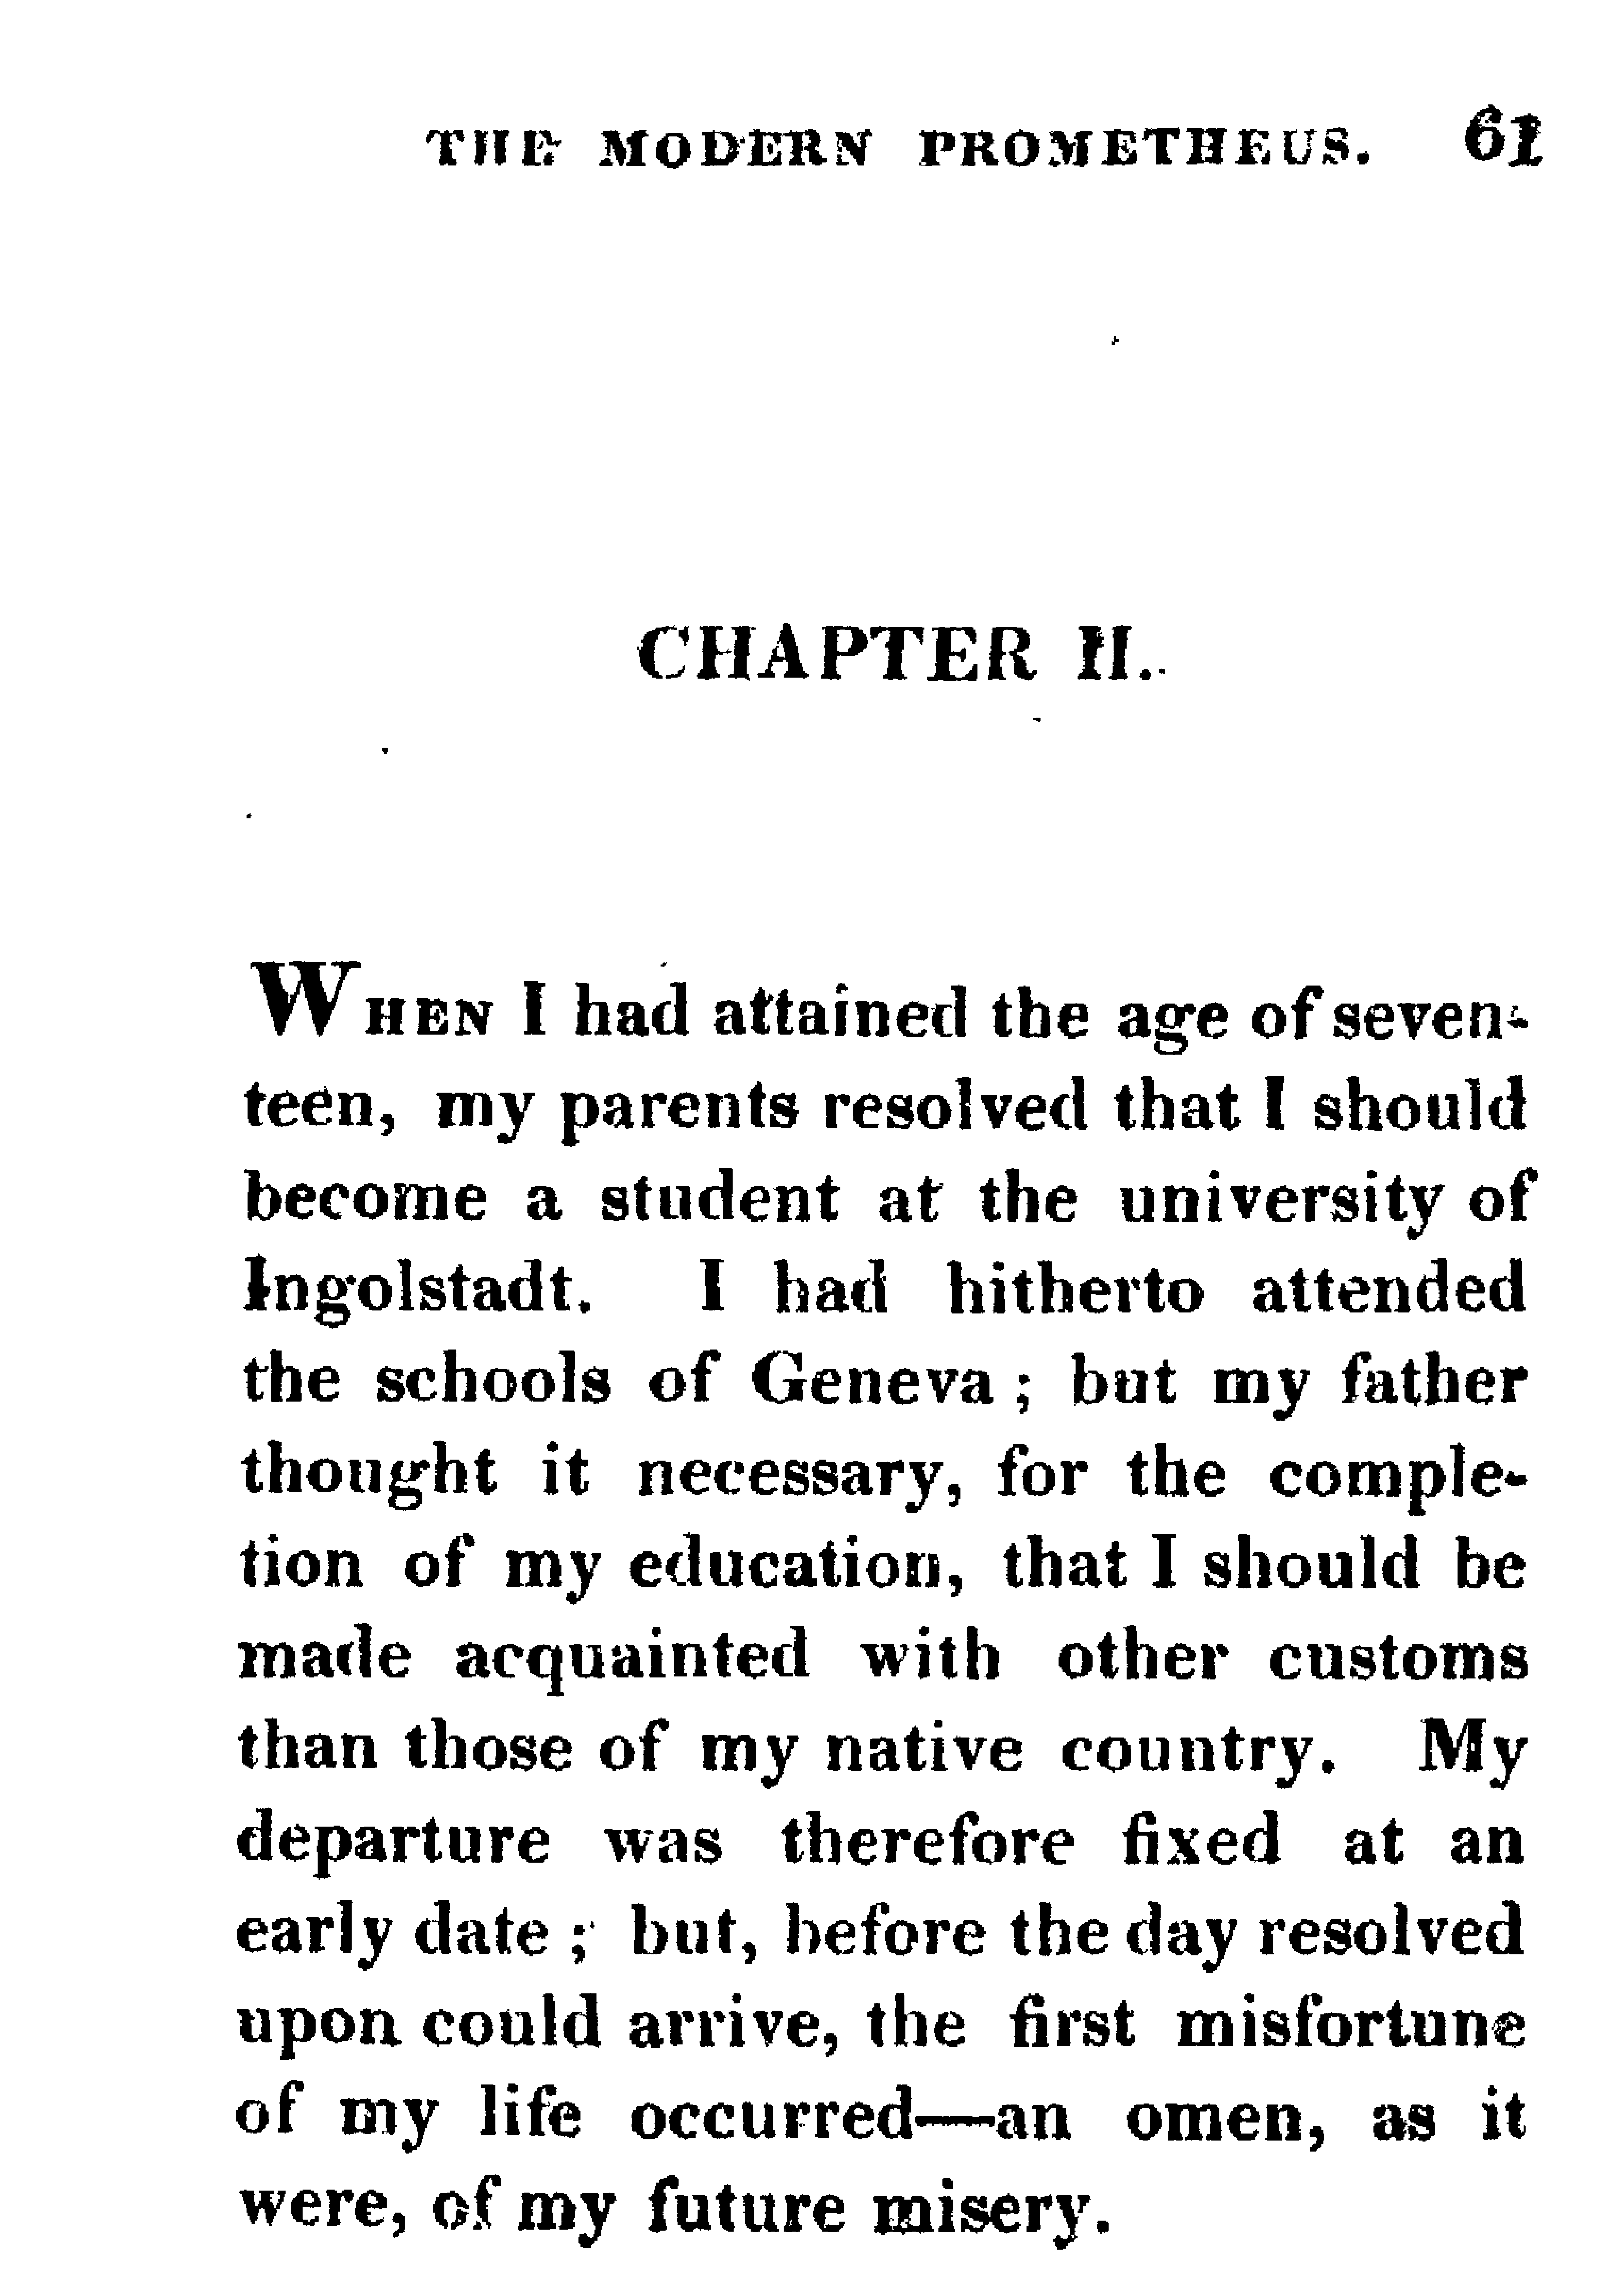 THE MODERN PROMETHEUS. 61
CHAPTER II.
WHEN I had attained the age of seven-
teen, my parents resolved that I should
become a student at the university of
Ingolstadt. I had hitherto attended
the schools of Geneva ; but my father
thought it necessary, for the comple-
tion of my education, that I should be
made acquainted with other customs
than those of my native country. My
departure was therefore fixed at an
early date ; but, before the day resolved
upon could arrive, the first misfortune
of my life occurred—an omen, as it
were, of my future misery.